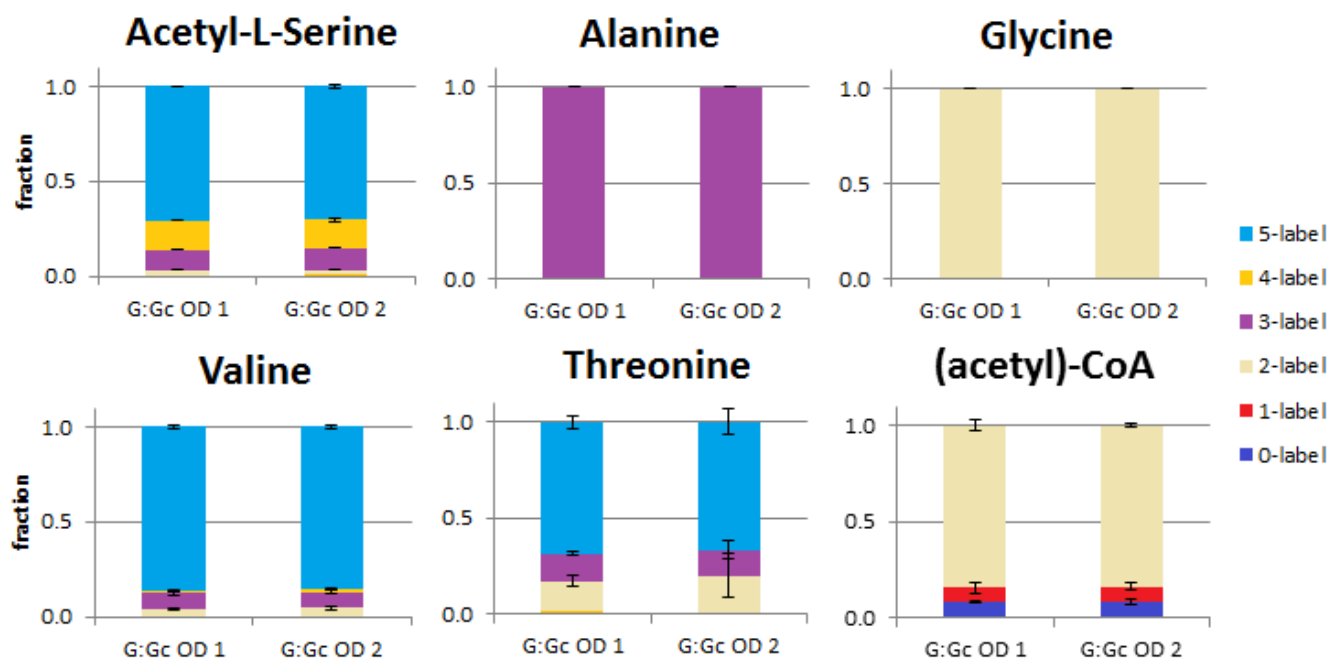 Acetyl-L-Serine
Alanine
Glycine
fraction
1.0
0.5
0.0
G:Gc OD 1
G:Gc OD 2
1.0
0.5
0.0
G:Gc OD 1
G:Gc OD 2
1.0
0.5
0.0
G:Gc OD 1
G:Gc OD 2
5-label
4-label
3-label
2-label
1-label
0-label
Valine
Threonine
(acetyl)-CoA
fraction
1.0
0.5
0.0
G:Gc OD 1
G:Gc OD 2
1.0
0.5
0.0
G:Gc OD 1
G:Gc OD 2
1.0
0.5
0.0
G:Gc OD 1
G:Gc OD 2